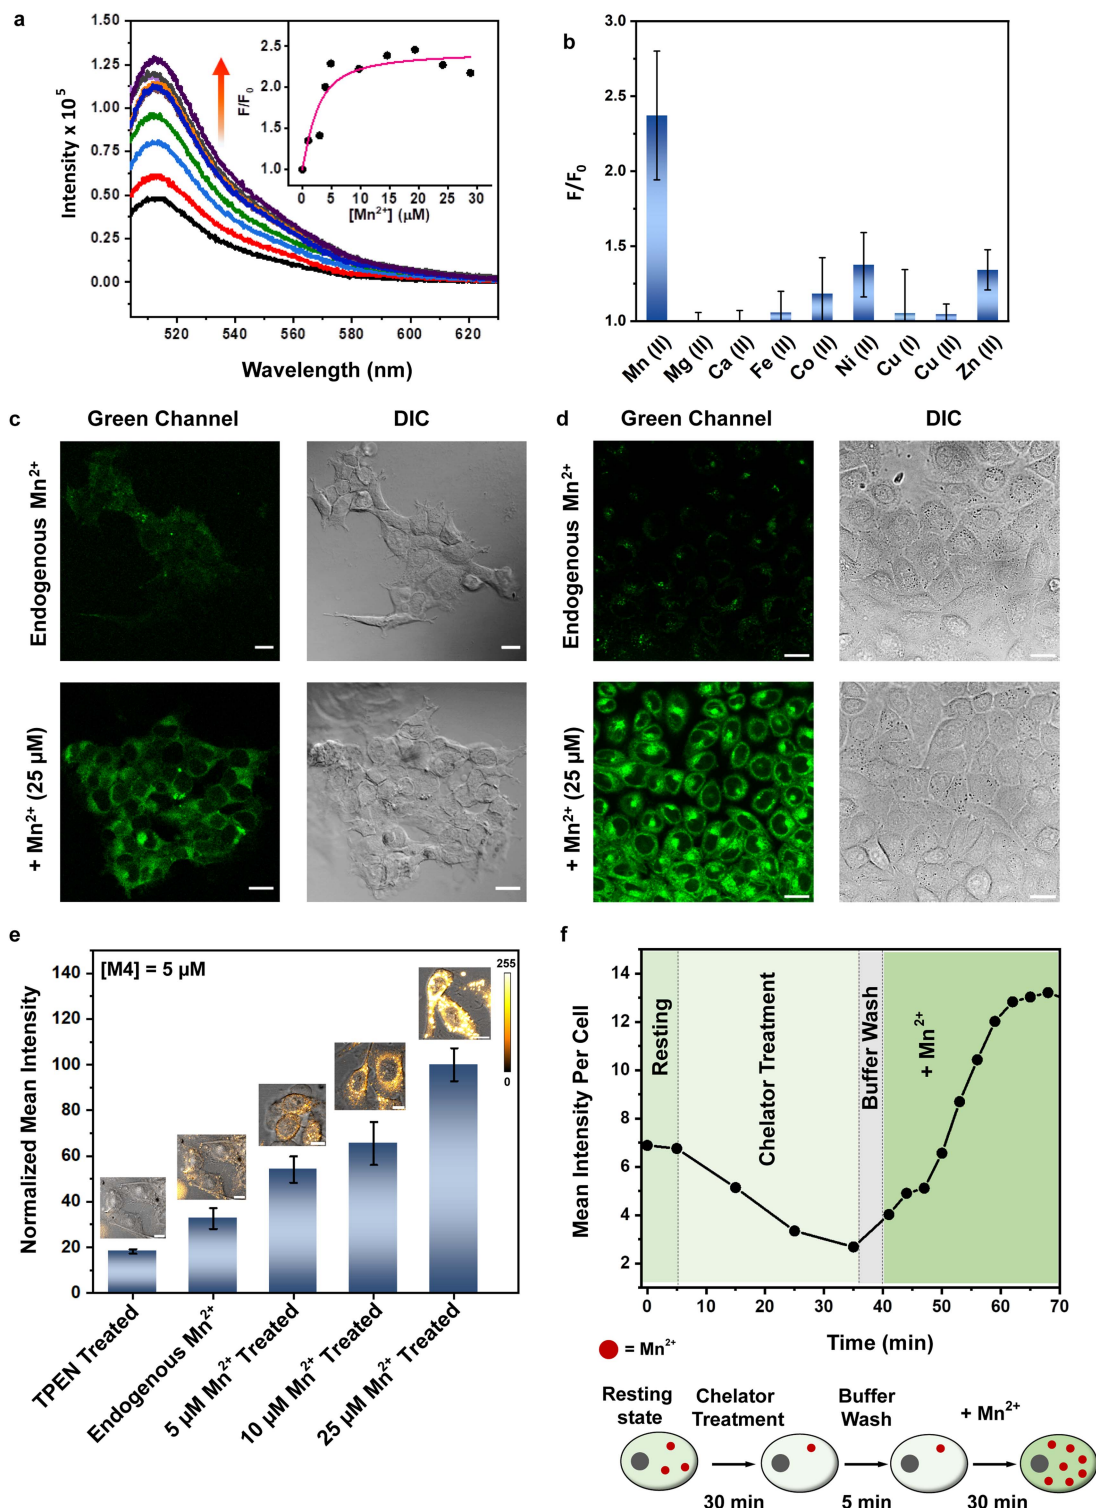 a
Intensity x 10⁵
1.50
1.25
1.00
0.75
0.50
0.25
0.00
520 540 560 580 600 620
Wavelength (nm)
F/F₀
2.5
2.0
1.5
1.0
0 5 10 15 20 25 30
[Mn²⁺] (µM)
b
F/F₀
3.0
2.5
2.0
1.5
1.0
Mn (II)
Mg (II)
Ca (II)
Fe (II)
Co (II)
Ni (II)
Cu (I)
Cu (II)
Zn (II)
c
Green Channel
DIC
Endogenous Mn²⁺
+ Mn²⁺ (25 µM)
d
Green Channel
DIC
Endogenous Mn²⁺
+ Mn²⁺ (25 µM)
e
Normalized Mean Intensity
140
120
100
80
60
40
20
0
[M4] = 5 µM
255
0
TPEN Treated
Endogenous Mn²⁺
5 µM Mn²⁺ Treated
10 µM Mn²⁺ Treated
25 µM Mn²⁺ Treated
f
Mean Intensity Per Cell
14
12
10
8
6
4
2
Resting
Chelator Treatment
Buffer Wash
+ Mn²⁺
0 10 20 30 40 50 60 70
Time (min)
= Mn²⁺
Resting
state
Chelator
Treatment
Buffer
Wash
+ Mn²⁺
30 min
5 min
30 min